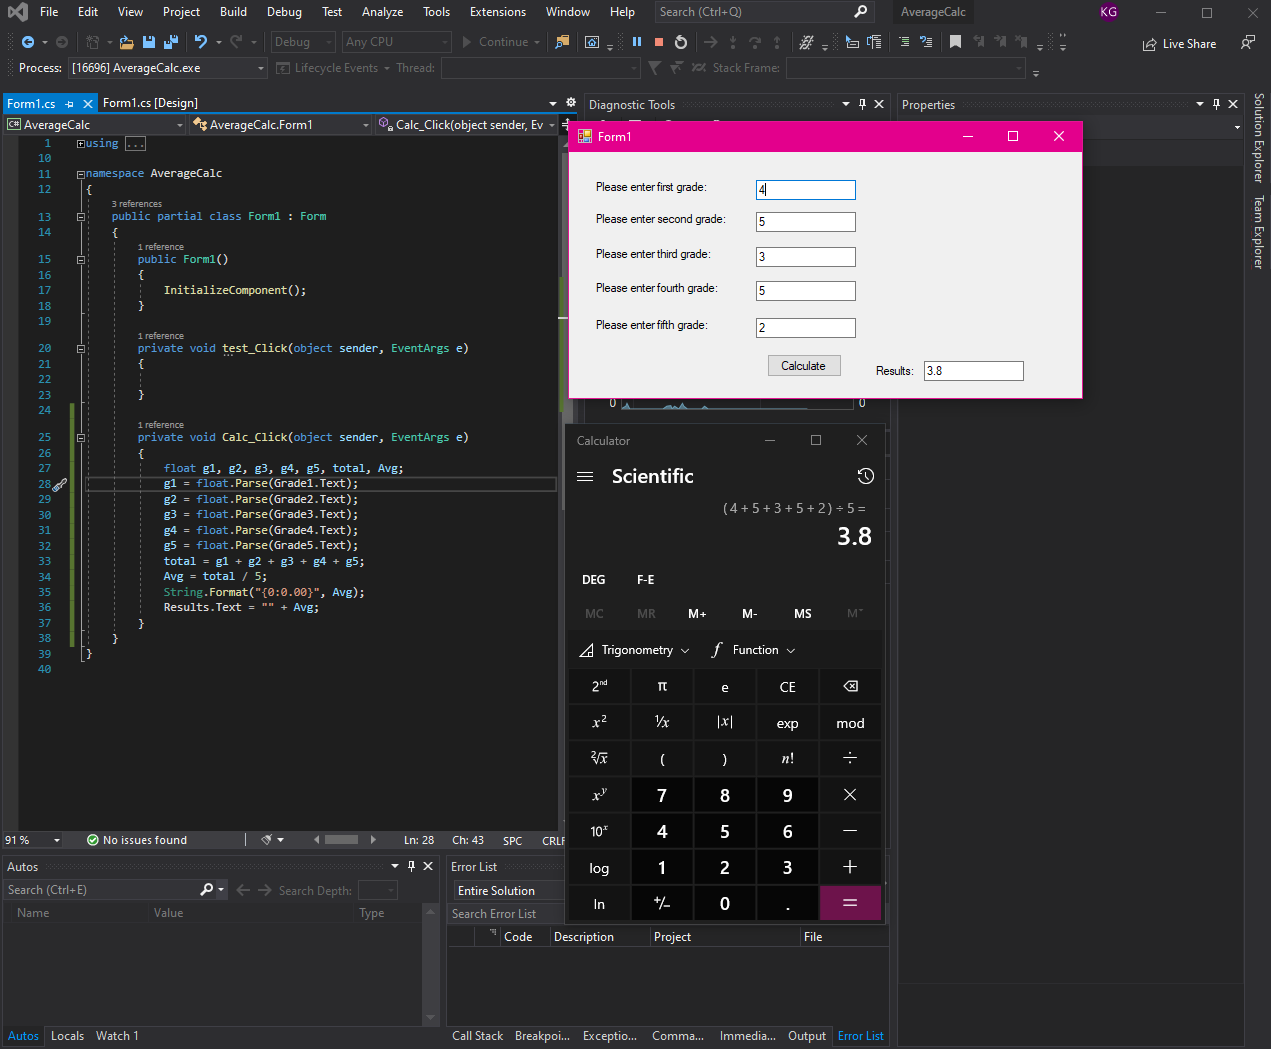 File Edit View Project Build Debug Test Analyze Tools Extensions Window Help Search (Ctrl+Q) AverageCalc KG
Debug Any CPU Continue Live Share
Process: [16696] AverageCalc.exe Lifecycle Events Thread: Stack Frame:
Form1.cs Form1.cs [Design]
AverageCalc AverageCalc.Form1 Calc_Click(object sender, Ev
1 using ...
10
11 namespace AverageCalc
12 {
3 references
13 public partial class Form1 : Form
14 {
1 reference
15 public Form1()
16 {
17 InitializeComponent();
18 }
19
1 reference
20 private void test_Click(object sender, EventArgs e)
21 {
22
23 }
24
1 reference
25 private void Calc_Click(object sender, EventArgs e)
26 {
27 float g1, g2, g3, g4, g5, total, Avg;
28 g1 = float.Parse(Grade1.Text);
29 g2 = float.Parse(Grade2.Text);
30 g3 = float.Parse(Grade3.Text);
31 g4 = float.Parse(Grade4.Text);
32 g5 = float.Parse(Grade5.Text);
33 total = g1 + g2 + g3 + g4 + g5;
34 Avg = total / 5;
35 String.Format("{0:0.00}", Avg);
36 Results.Text = "" + Avg;
37 }
38 }
39 }
40
91 % No issues found Ln: 28 Ch: 43 SPC CRLF
Diagnostic Tools
Properties
Solution Explorer
Team Explorer
Form1
Please enter first grade: 4
Please enter second grade: 5
Please enter third grade: 3
Please enter fourth grade: 5
Please enter fifth grade: 2
Calculate Results: 3.8
0 0
Calculator
Scientific
( 4 + 5 + 3 + 5 + 2 ) ÷ 5 =
3.8
DEG F-E
MC MR M+ M- MS M˅
Trigonometry f Function
2ⁿᵈ π e CE
x² ¹/x |x| exp mod
²√x ( ) n! ÷
xʸ 7 8 9 ×
10ˣ 4 5 6 −
log 1 2 3 +
ln +/− 0 . =
Autos
Search (Ctrl+E) Search Depth:
Name Value Type
Autos Locals Watch 1
Error List
Entire Solution
Search Error List
Code Description Project File
Call Stack Breakpoi... Exceptio... Comma... Immedia... Output Error List